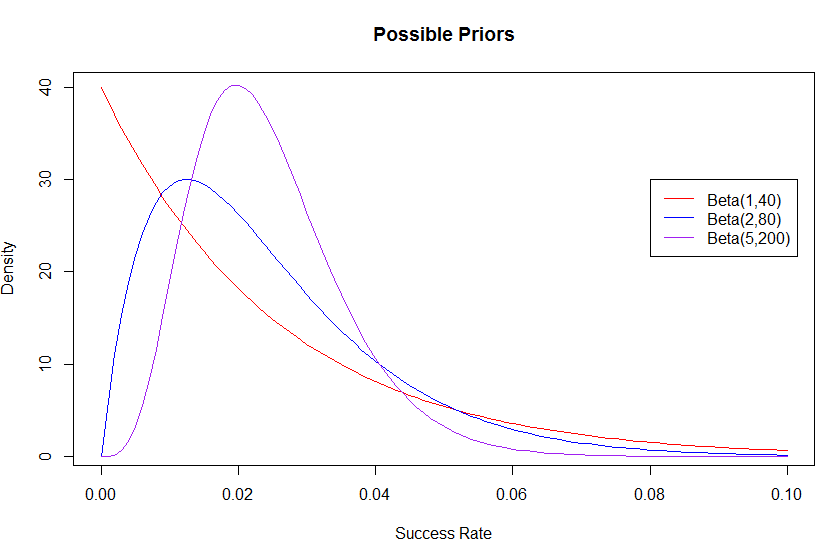 Possible Priors
Density
40
30
20
10
0
Beta(1,40)
Beta(2,80)
Beta(5,200)
0.00 0.02 0.04 0.06 0.08 0.10
Success Rate